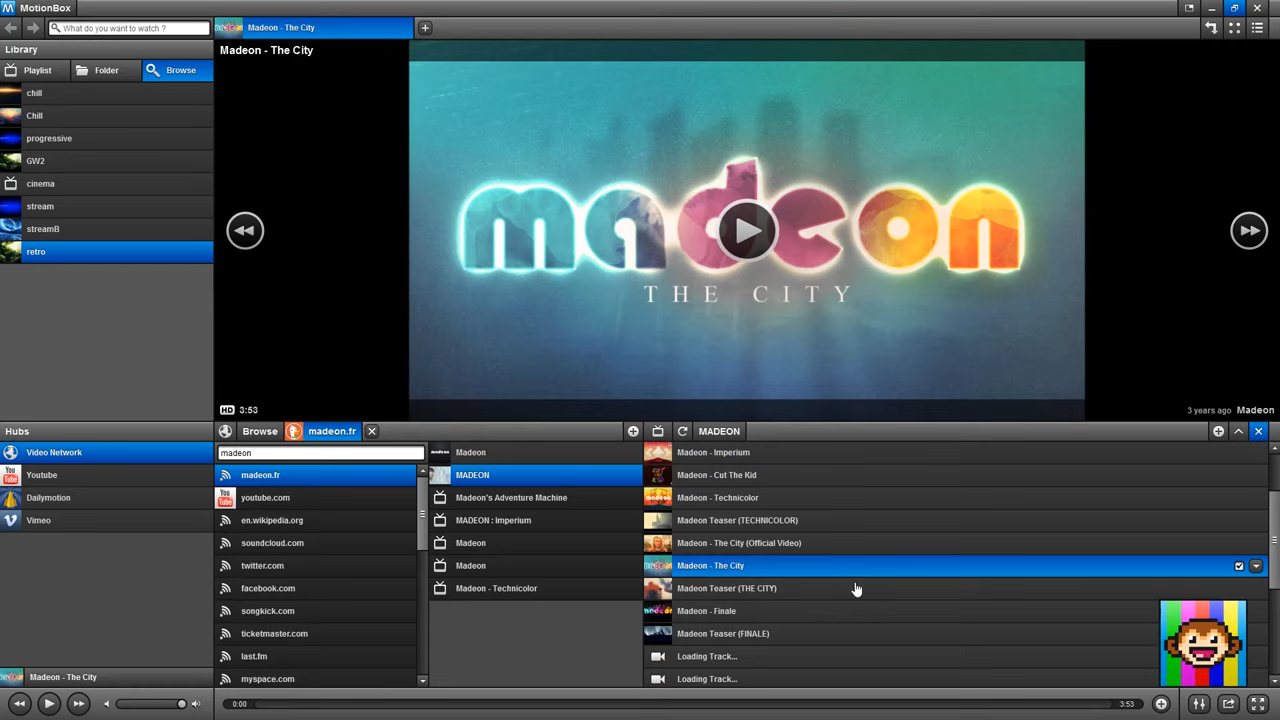 MotionBox
What do you want to watch ?
Madeon - The City
Library
Playlist
Folder
Browse
chill
Chill
progressive
GW2
cinema
stream
streamB
retro
Madeon - The City
madeon
THE CITY
HD 3:53
3 years ago Madeon
Hubs
Video Network
Youtube
Dailymotion
Vimeo
Browse
madeon.fr
madeon
madeon.fr
You Tube youtube.com
en.wikipedia.org
soundcloud.com
twitter.com
facebook.com
songkick.com
ticketmaster.com
last.fm
myspace.com
Madeon
MADEON
Madeon's Adventure Machine
MADEON : Imperium
Madeon
Madeon
Madeon - Technicolor
MADEON
Madeon - Imperium
Madeon - Cut The Kid
Madeon - Technicolor
Madeon Teaser (TECHNICOLOR)
Madeon - The City (Official Video)
Madeon - The City
Madeon Teaser (THE CITY)
Madeon - Finale
Madeon Teaser (FINALE)
Loading Track...
Loading Track...
Madeon - The City
0:00
3:53